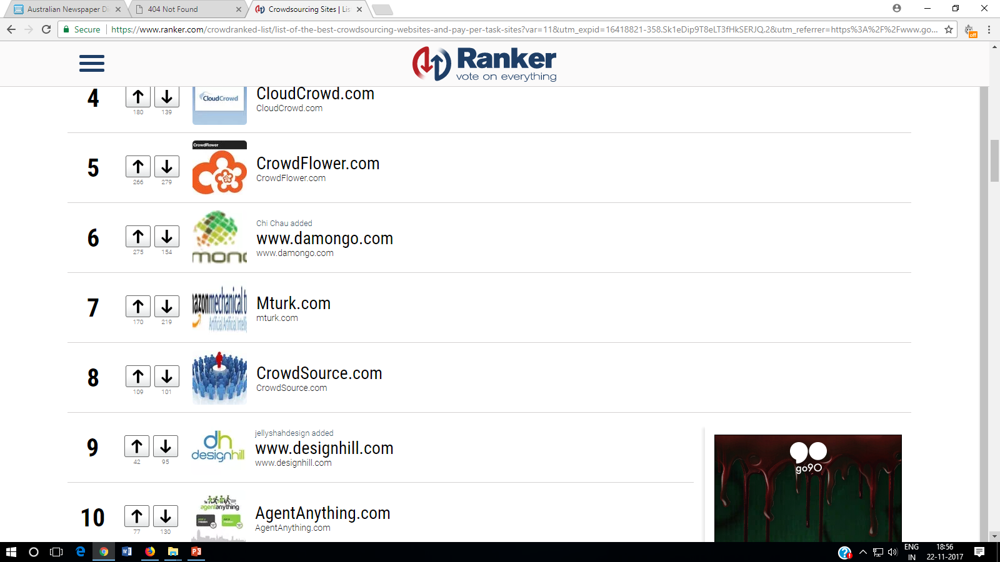 Australian Newspaper Di
404 Not Found
Crowdsourcing Sites | Lis
Secure
https://www.ranker.com/crowdranked-list/list-of-the-best-crowdsourcing-websites-and-pay-per-task-sites?var=11&utm_expid=16418821-358.Sk1eDip9T8eLT3fHkSERJQ.2&utm_referrer=https%3A%2F%2Fwww.go...
off
Ranker
vote on everything
4
180
139
CloudCrowd
CloudCrowd.com
CloudCrowd.com
5
266
279
CrowdFlower
CrowdFlower.com
CrowdFlower.com
6
275
154
mono
Chi Chau added
www.damongo.com
www.damongo.com
7
170
219
azonmechanical t
Artificial Artificial Intelli
Mturk.com
mturk.com
8
109
101
CrowdSource.com
CrowdSource.com
9
42
95
dh
designhill
jellyshahdesign added
www.designhill.com
www.designhill.com
go90
10
77
130
agentanything
AgentAnything.com
AgentAnything.com
ENG
IN
18:56
22-11-2017